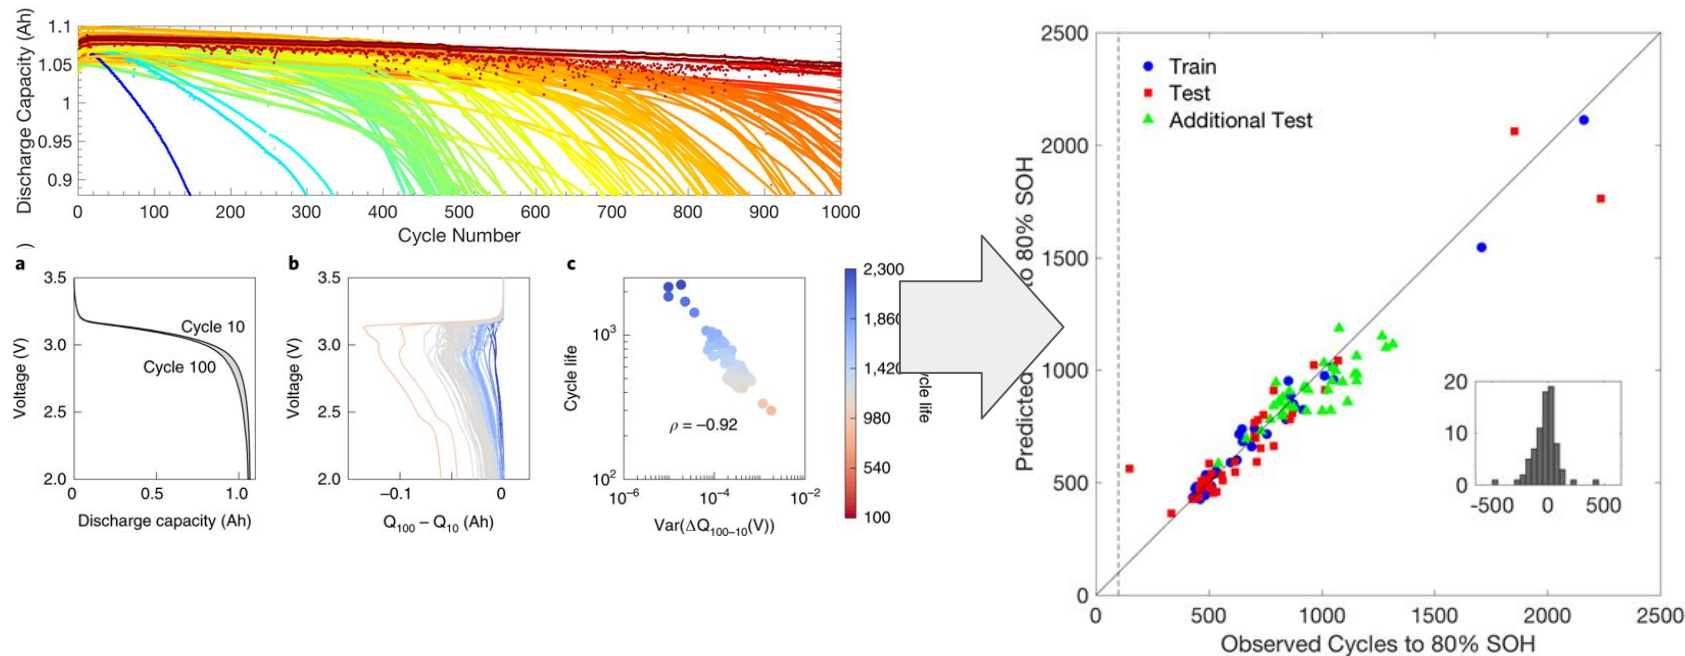 Discharge Capacity (Ah)
1.1
1.05
1
0.95
0.9
0
100
200
300
400
500
600
700
800
900
1000
Cycle Number
)
a
3.5
3.0
2.5
2.0
Voltage (V)
Cycle 10
Cycle 100
0
0.5
1.0
Discharge capacity (Ah)
b
3.5
3.0
2.5
2.0
Voltage (V)
−0.1
0
Q100 – Q10 (Ah)
c
Cycle life
10³
10²
ρ = −0.92
10⁻⁶
10⁻⁴
10⁻²
Var(ΔQ100–10(V))
2,300
1,860
1,420
980
540
100
ycle life
Predicted
to 80% SOH
2500
2000
1500
1000
500
0
Train
Test
Additional Test
20
10
0
-500
0
500
0
500
1000
1500
2000
2500
Observed Cycles to 80% SOH